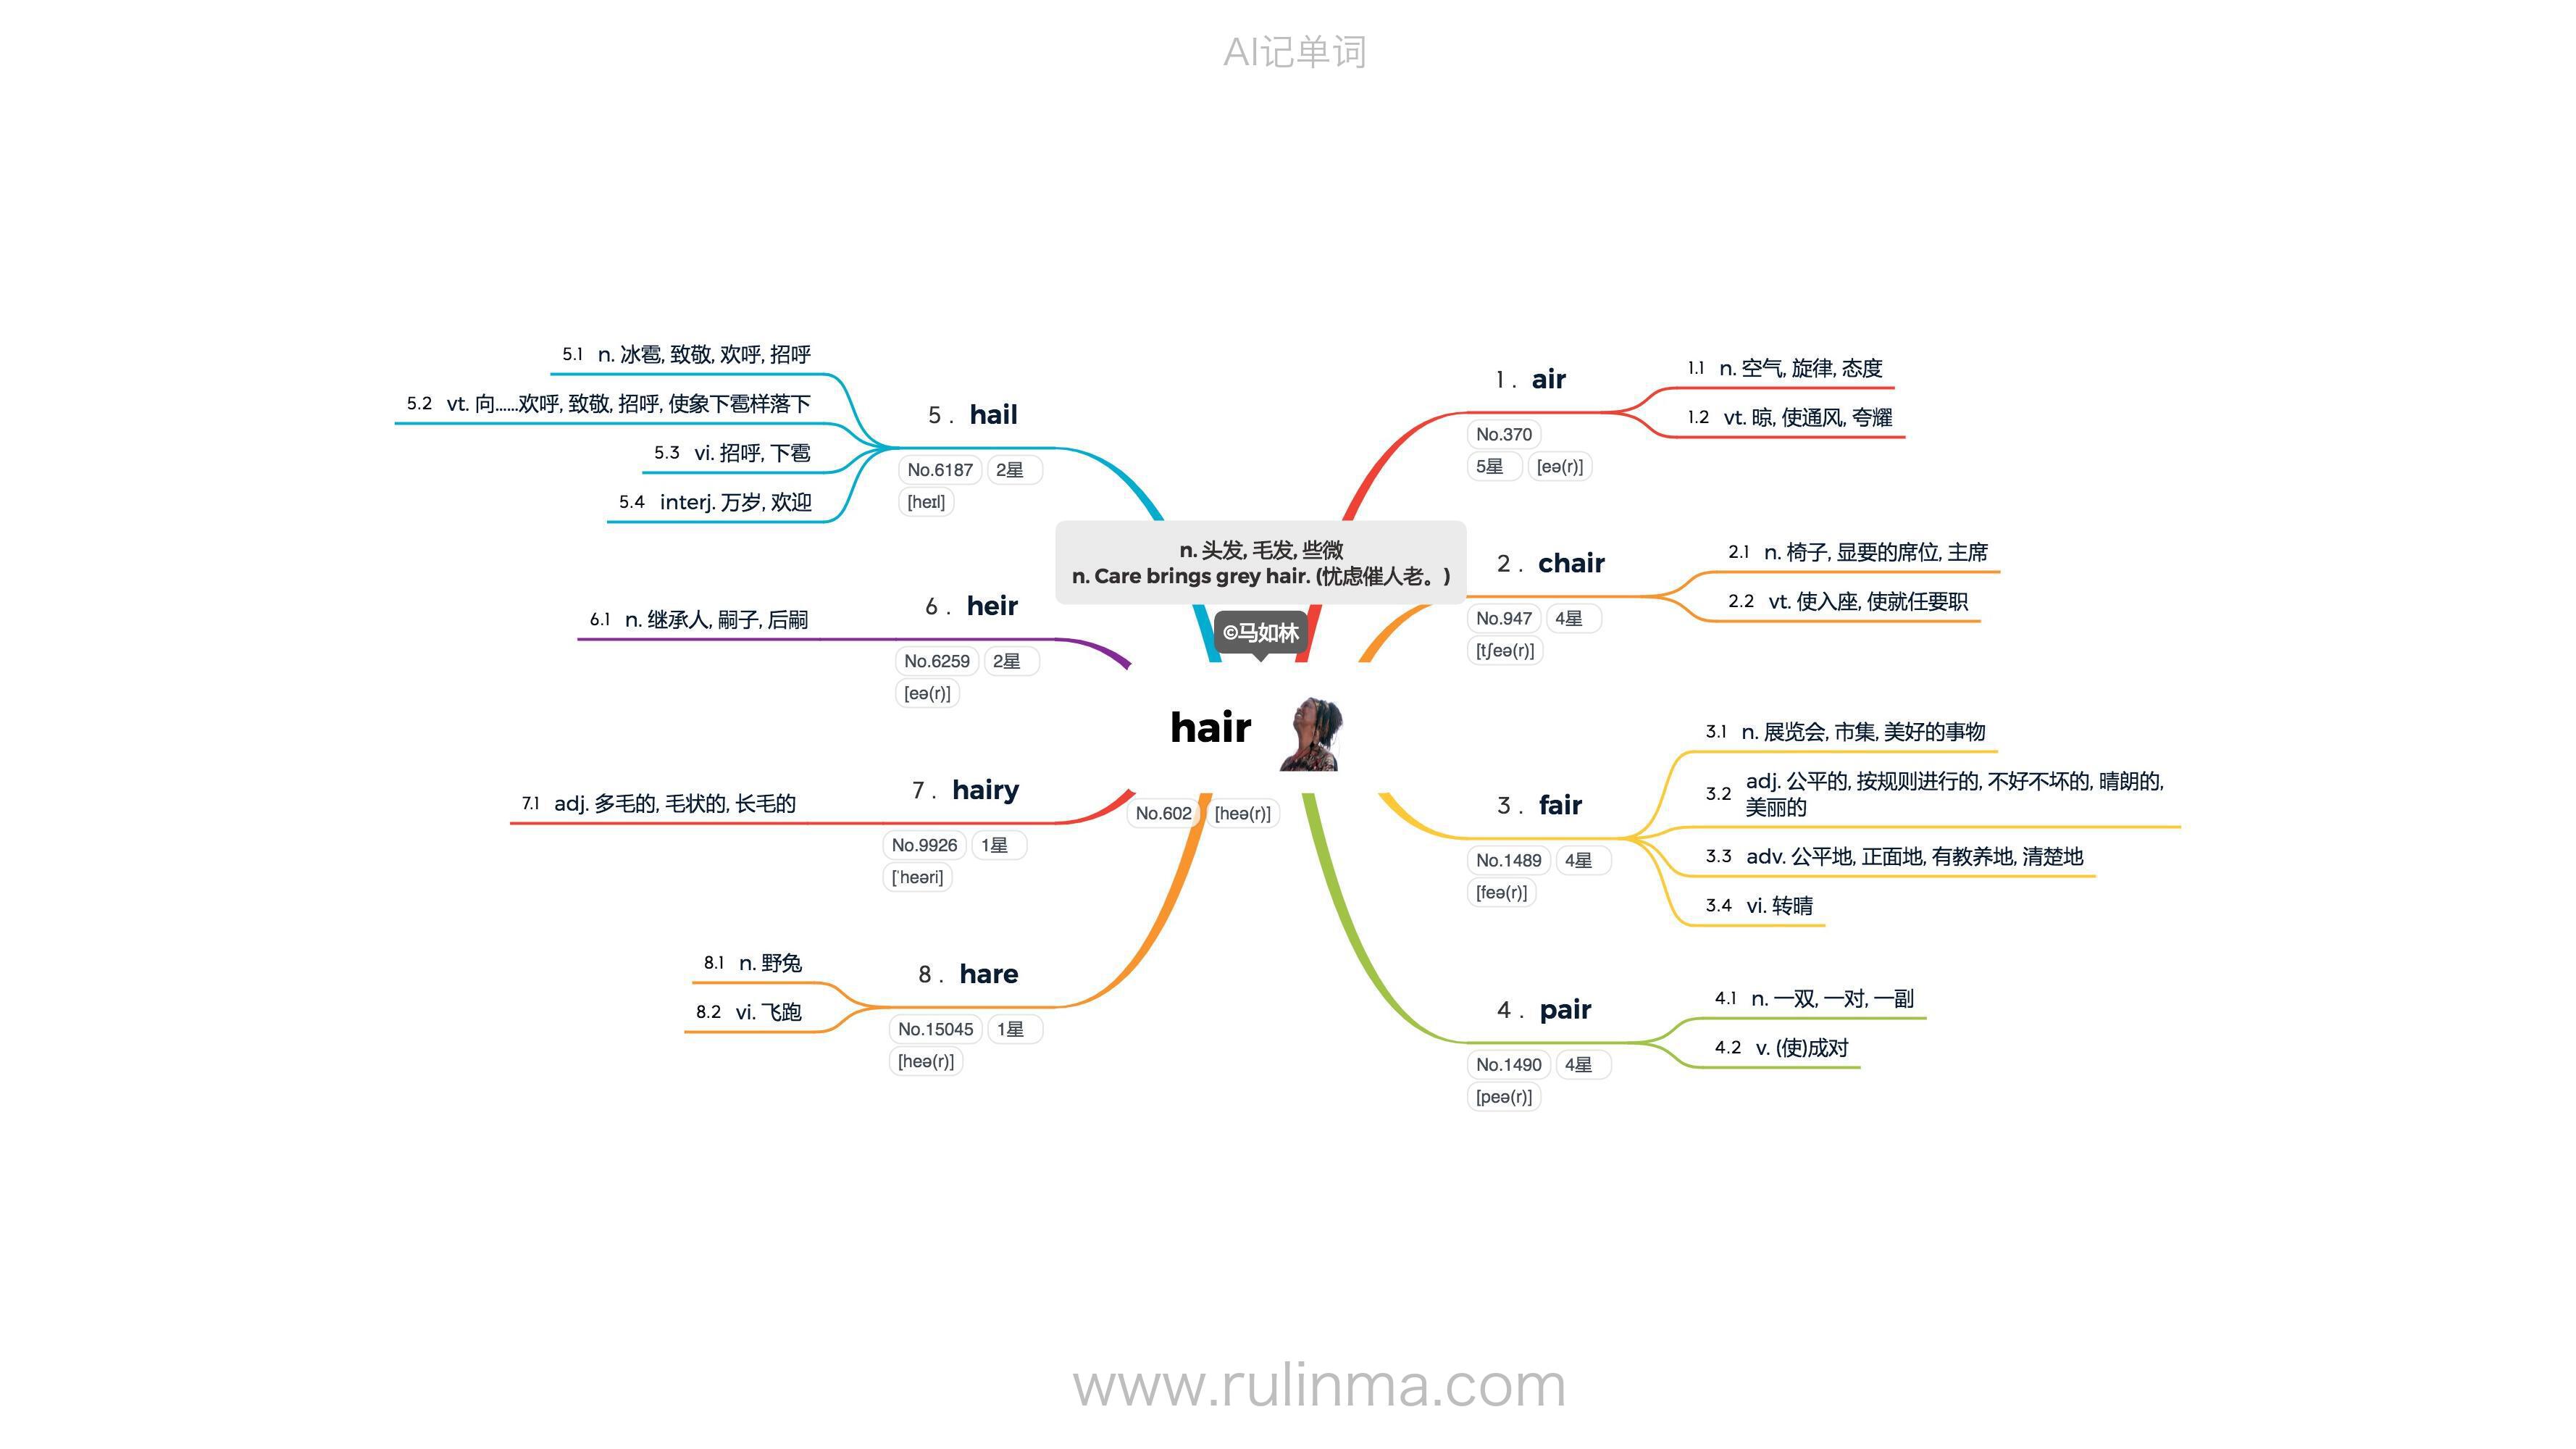 AI记单词
n. 头发, 毛发, 些微
n. Care brings grey hair. (忧虑催人老。)
©马如林
hair
No.602 [heə(r)]
1. air
No.370
5星 [eə(r)]
1.1 n. 空气, 旋律, 态度
1.2 vt. 晾, 使通风, 夸耀
2. chair
No.947 4星
[tʃeə(r)]
2.1 n. 椅子, 显要的席位, 主席
2.2 vt. 使入座, 使就任要职
3. fair
No.1489 4星
[feə(r)]
3.1 n. 展览会, 市集, 美好的事物
3.2 adj. 公平的, 按规则进行的, 不好不坏的, 晴朗的,
美丽的
3.3 adv. 公平地, 正面地, 有教养地, 清楚地
3.4 vi. 转晴
4. pair
No.1490 4星
[peə(r)]
4.1 n. 一双, 一对, 一副
4.2 v. (使)成对
5. hail
No.6187 2星
[heɪl]
5.1 n. 冰雹, 致敬, 欢呼, 招呼
5.2 vt. 向……欢呼, 致敬, 招呼, 使象下雹样落下
5.3 vi. 招呼, 下雹
5.4 interj. 万岁, 欢迎
6. heir
No.6259 2星
[eə(r)]
6.1 n. 继承人, 嗣子, 后嗣
7. hairy
No.9926 1星
[ˈheəri]
7.1 adj. 多毛的, 毛状的, 长毛的
8. hare
No.15045 1星
[heə(r)]
8.1 n. 野兔
8.2 vi. 飞跑
www.rulinma.com